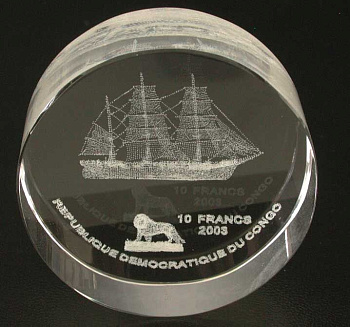 10 FRANCS
2003
REPUBLIQUE DEMOCRATIQUE DU CONGO